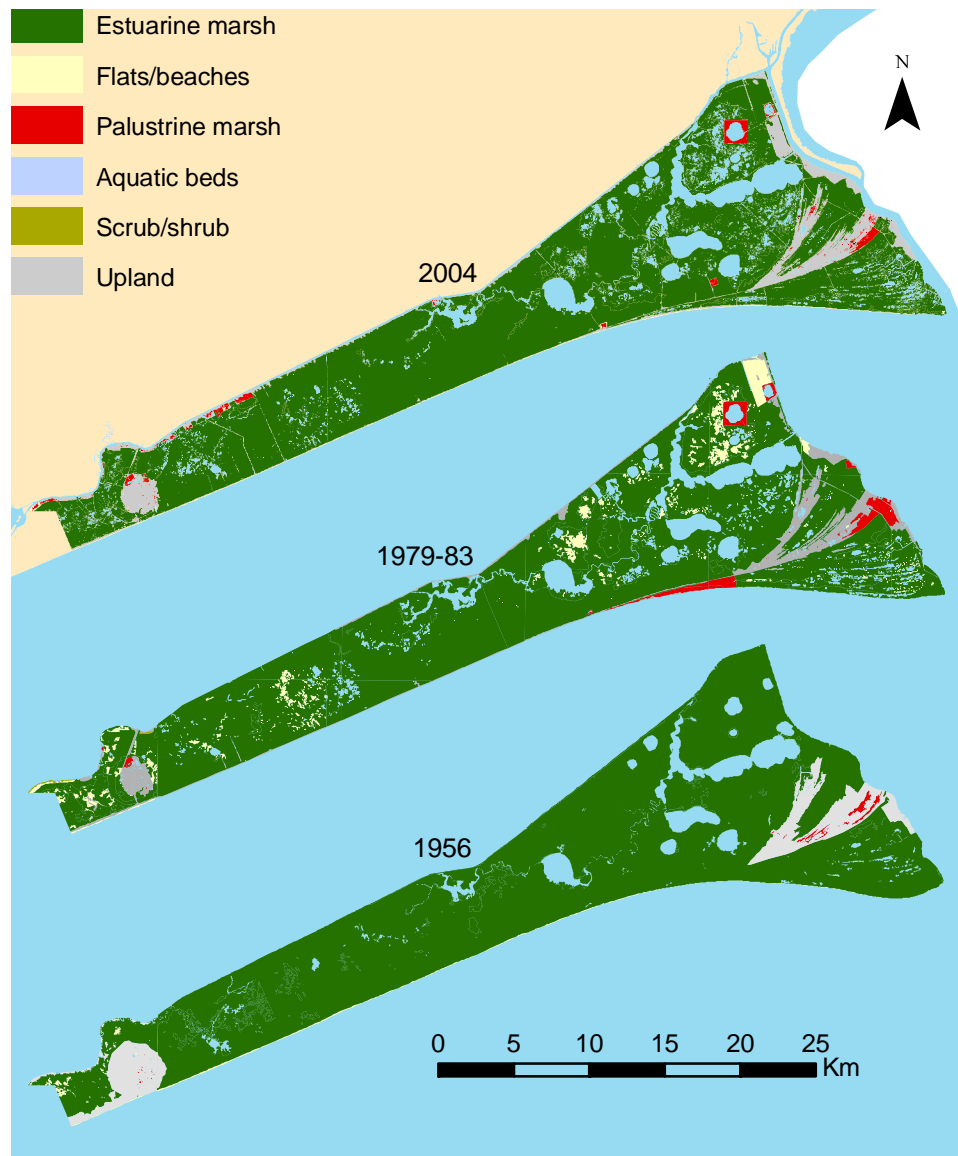 Estuarine marsh
Flats/beaches
Palustrine marsh
Aquatic beds
Scrub/shrub
Upland
N
2004
1979-83
1956
0 5 10 15 20 25
Km